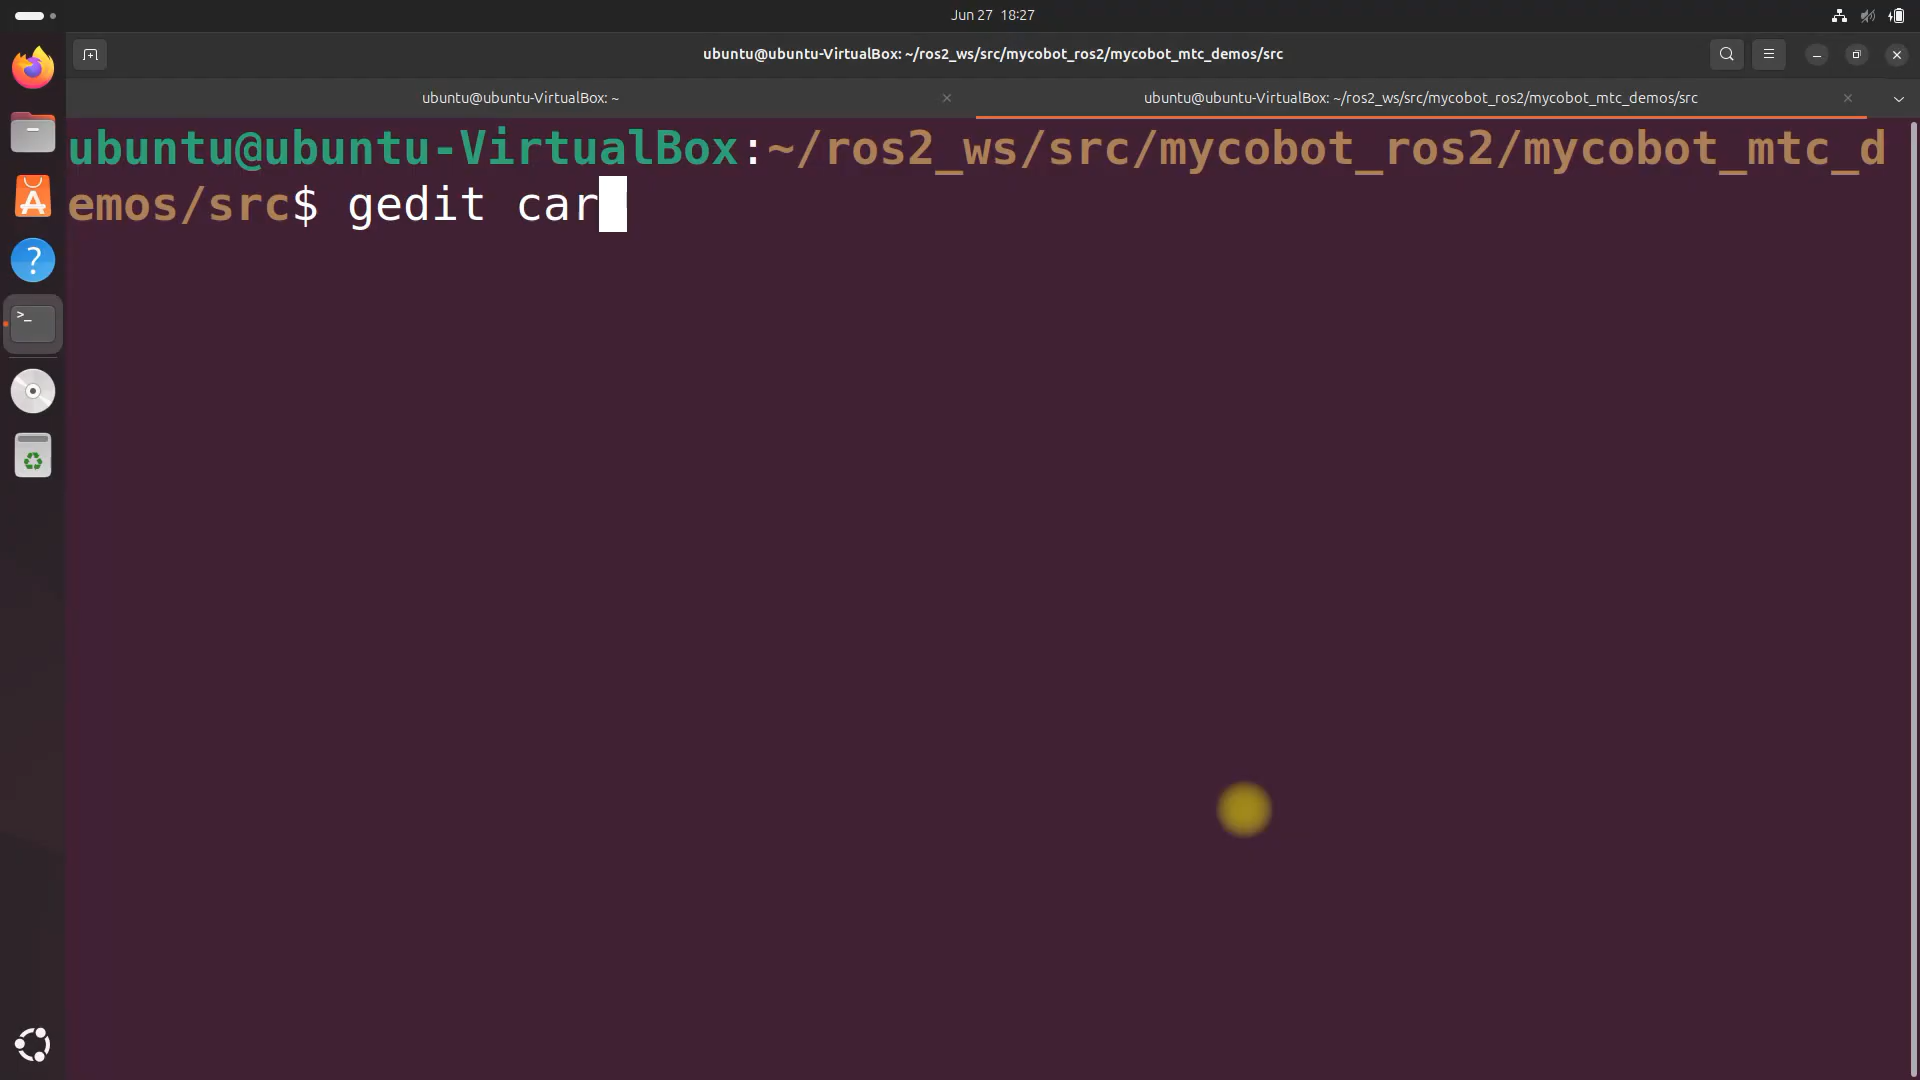 Jun 27 18:27
ubuntu@ubuntu-VirtualBox: ~/ros2_ws/src/mycobot_ros2/mycobot_mtc_demos/src
ubuntu@ubuntu-VirtualBox: ~
ubuntu@ubuntu-VirtualBox: ~/ros2_ws/src/mycobot_ros2/mycobot_mtc_demos/src
ubuntu@ubuntu-VirtualBox:~/ros2_ws/src/mycobot_ros2/mycobot_mtc_d
emos/src$ gedit car